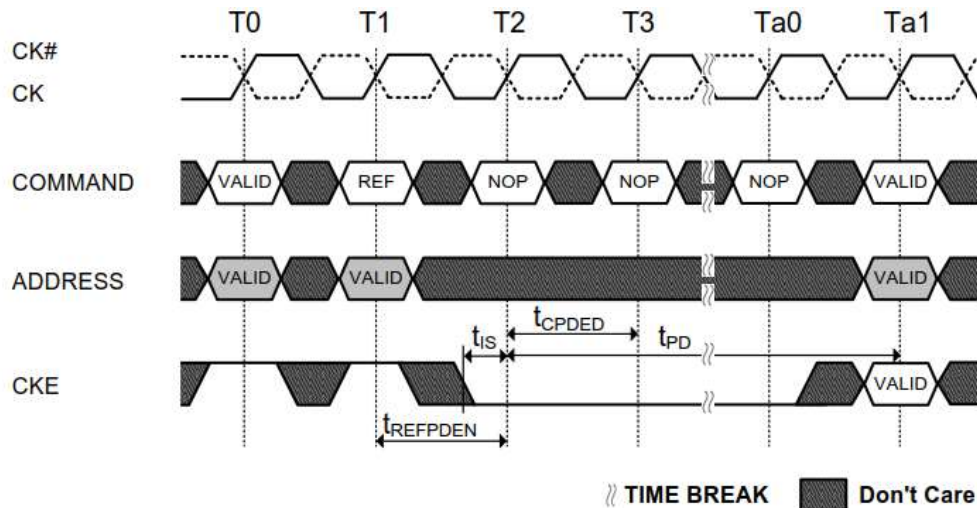 T0 T1 T2 T3 Ta0 Ta1
CK#
CK
COMMAND VALID REF NOP NOP NOP VALID
ADDRESS VALID VALID VALID
tCPDED
tIS tPD
CKE VALID
tREFPDEN
TIME BREAK Don't Care